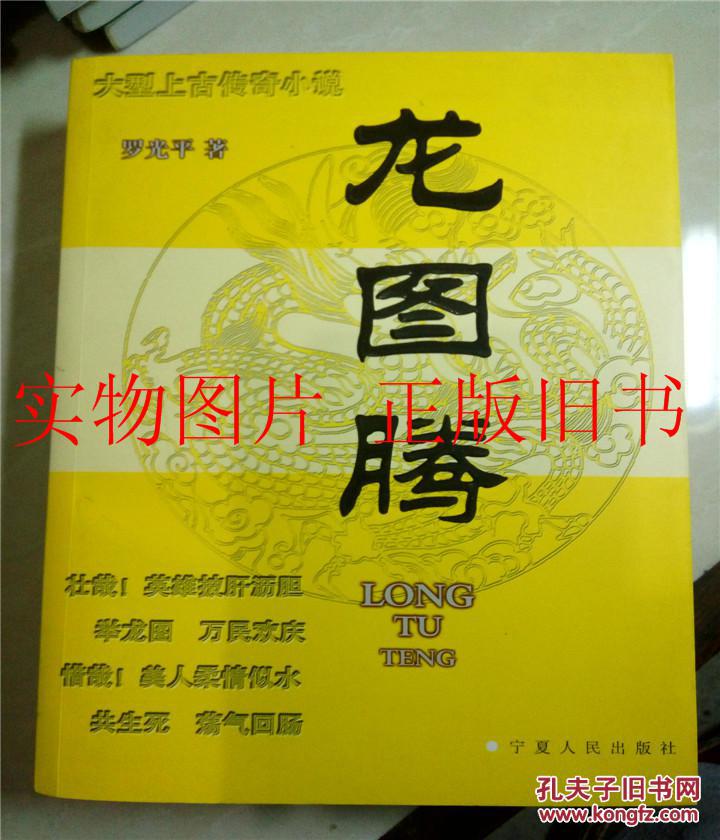 大型上古传奇小说
罗光平 著
龙
图
腾
实物图片 正版旧书
LONG
TU
TENG
壮哉！英雄披肝沥胆
举龙图 万民欢庆
惜哉！美人柔情似水
共生死 荡气回肠
宁夏人民出版社
孔夫子旧书网
www.kongfz.com